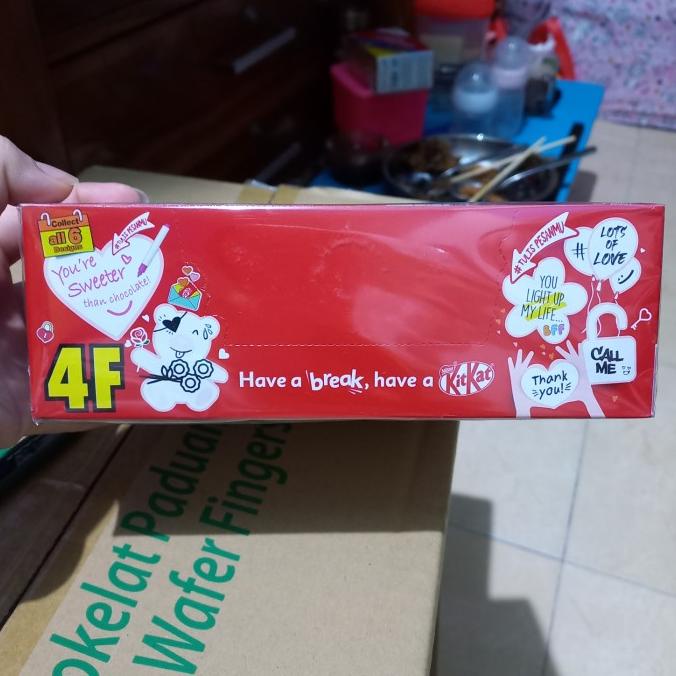 Collect
all 6
Designs
#TULIS PESANMU
You're
Sweeter
than chocolate!
4F
Have a break, have a
Nestlé
KitKat
#TULIS PESANMU
#
LOTS
OF
LOVE
YOU
LIGHT UP
MY LIFE...
BFF
CALL
ME
Thank
you!
okelat Paduan
Wafer Fingers